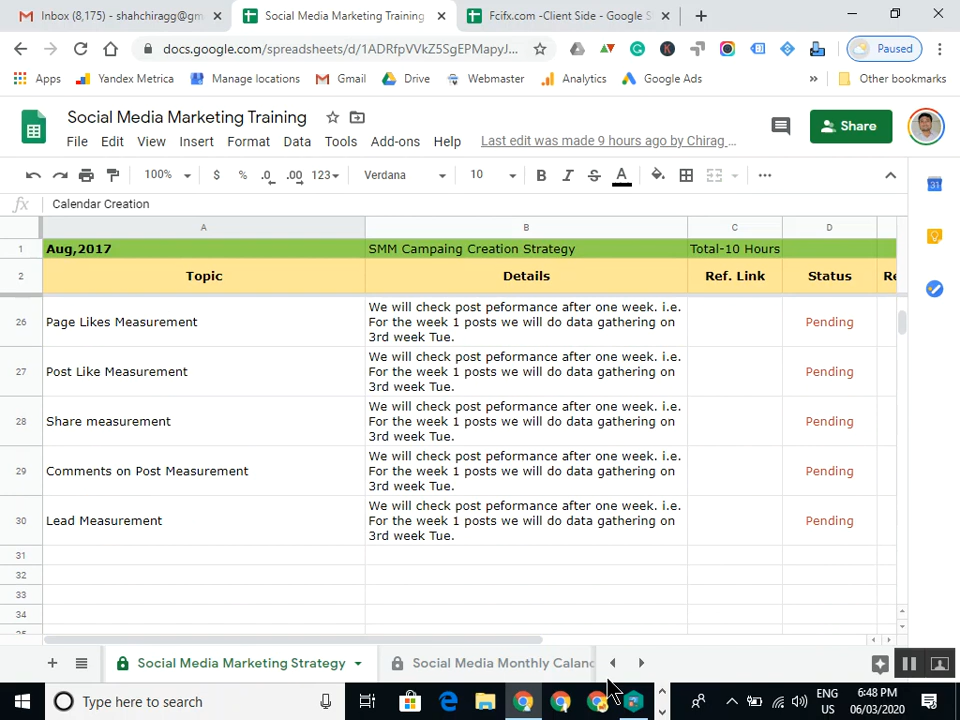 Inbox (8,175) - shahchiragg@gm
Social Media Marketing Training
Fcifx.com -Client Side - Google S
docs.google.com/spreadsheets/d/1ADRfpVVkZ5SgEPMapyJ...
Paused
Apps
Yandex Metrica
Manage locations
Gmail
Drive
Webmaster
Analytics
Google Ads
»
Other bookmarks
Social Media Marketing Training
Share
File Edit View Insert Format Data Tools Add-ons Help Last edit was made 9 hours ago by Chirag ...
100% $ % .0 .00 123 Verdana 10 B I S A
fx Calendar Creation
A B C D
1 Aug,2017 SMM Campaing Creation Strategy Total-10 Hours
2 Topic Details Ref. Link Status Re
26 Page Likes Measurement
We will check post peformance after one week. i.e.
For the week 1 posts we will do data gathering on
3rd week Tue.
Pending
27 Post Like Measurement
We will check post peformance after one week. i.e.
For the week 1 posts we will do data gathering on
3rd week Tue.
Pending
28 Share measurement
We will check post peformance after one week. i.e.
For the week 1 posts we will do data gathering on
3rd week Tue.
Pending
29 Comments on Post Measurement
We will check post peformance after one week. i.e.
For the week 1 posts we will do data gathering on
3rd week Tue.
Pending
30 Lead Measurement
We will check post peformance after one week. i.e.
For the week 1 posts we will do data gathering on
3rd week Tue.
Pending
31
32
33
34
Social Media Marketing Strategy
Social Media Monthly Calanc
Type here to search
ENG
IN
6:48 PM
06/03/2020